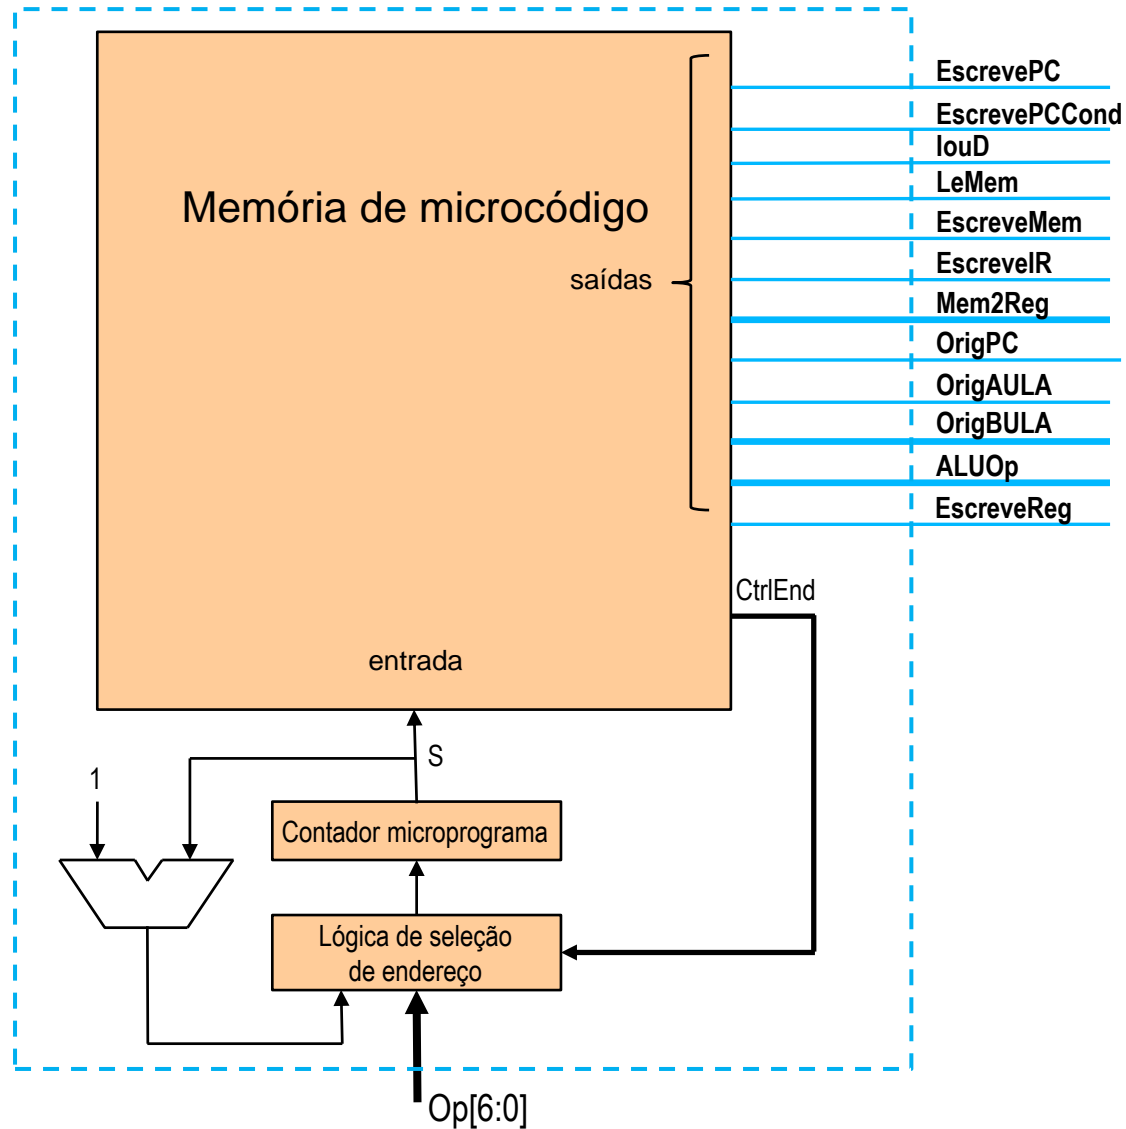 EscrevePC
EscrevePCCond
IouD
LeMem
Memória de microcódigo
EscreveMem
EscreveIR
saídas
Mem2Reg
OrigPC
OrigAULA
OrigBULA
ALUOp
EscreveReg
CtrlEnd
entrada
S
1
Contador microprograma
Lógica de seleção
de endereço
Op[6:0]